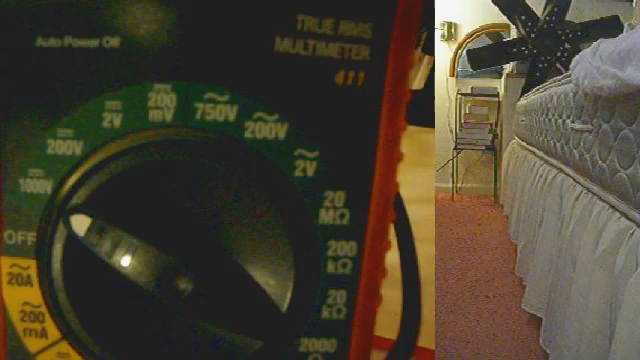 Auto Power Off
TRUE RMS
MULTIMETER
411
200
mV
750V
2V
200V
200V
2V
1000V
20
MΩ
OFF
200
kΩ
20A
20
kΩ
200
mA
2000
Ω